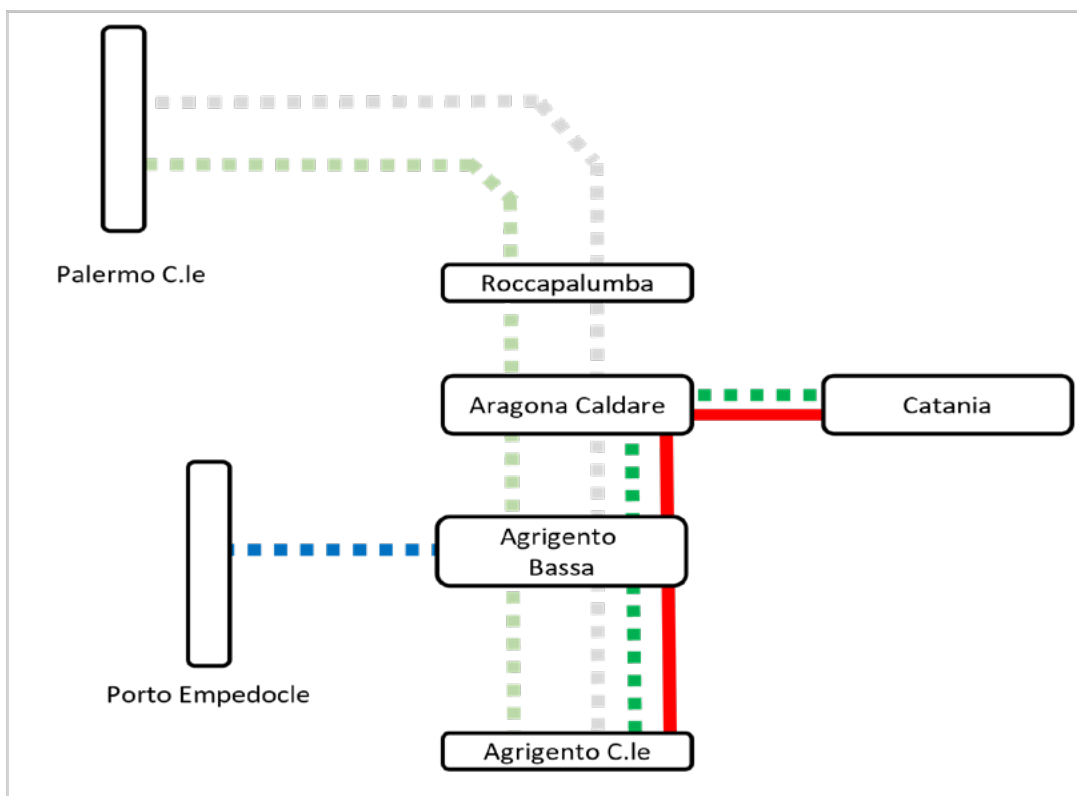 Palermo C.le
Roccapalumba
Aragona Caldare
Catania
Agrigento
Bassa
Porto Empedocle
Agrigento C.le